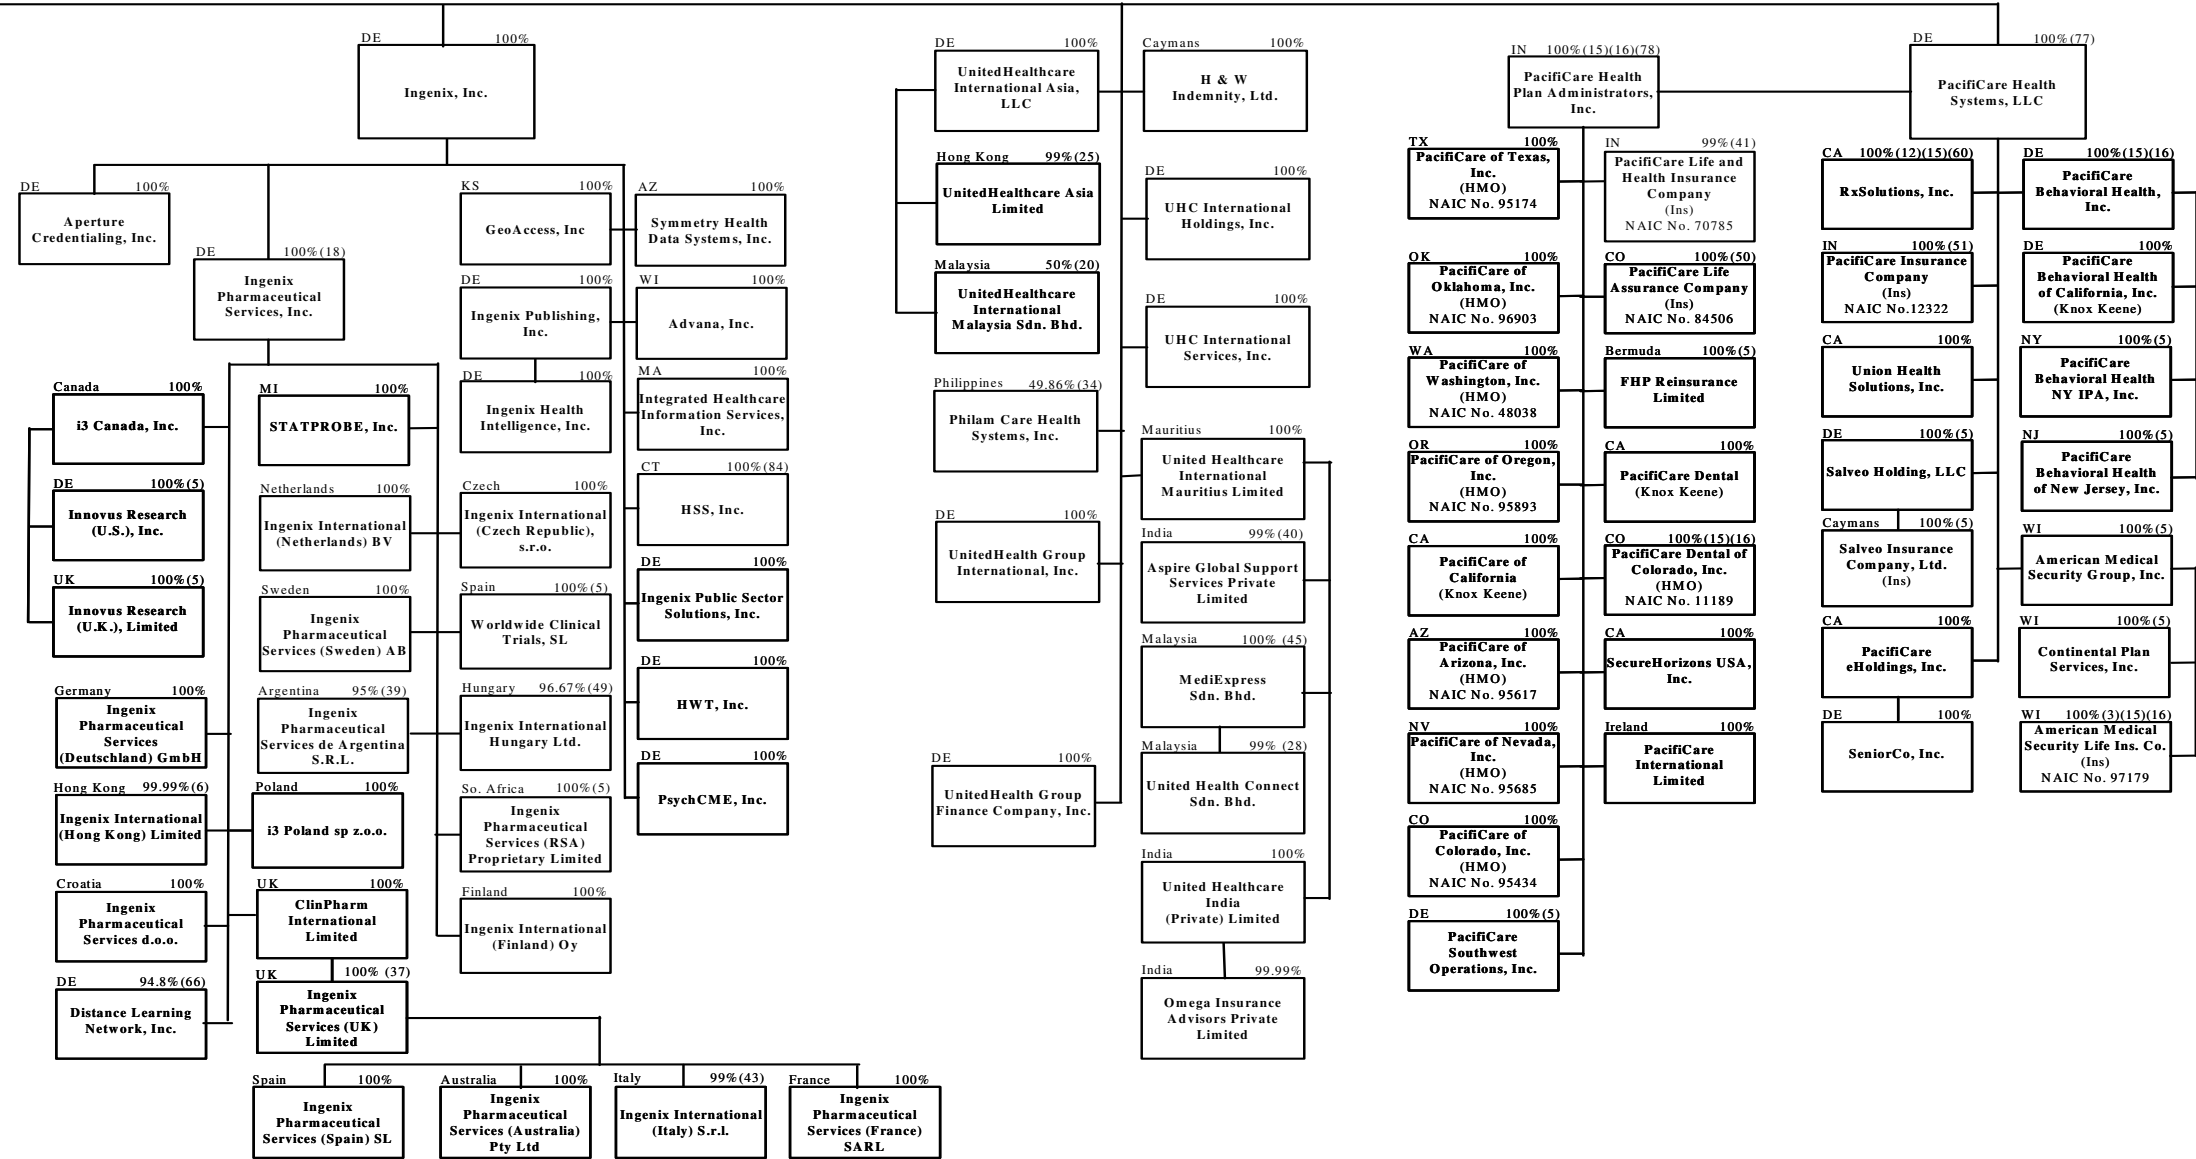 DE 100%
Ingenix, Inc.
DE 100%
Aperture
Credentialing, Inc.
DE 100%(18)
Ingenix
Pharmaceutical
Services, Inc.
Canada 100%
i3 Canada, Inc.
DE 100%(5)
Innovus Research
(U.S.), Inc.
UK 100%(5)
Innovus Research
(U.K.), Limited
Germany 100%
Ingenix
Pharmaceutical
Services
(Deutschland) GmbH
Hong Kong 99.99%(6)
Ingenix International
(Hong Kong) Limited
Croatia 100%
Ingenix
Pharmaceutical
Services d.o.o.
DE 94.8%(66)
Distance Learning
Network, Inc.
MI 100%
STATPROBE, Inc.
Netherlands 100%
Ingenix International
(Netherlands) BV
Sweden 100%
Ingenix
Pharmaceutical
Services (Sweden) AB
Argentina 95%(39)
Ingenix
Pharmaceutical
Services de Argentina
S.R.L.
Poland 100%
i3 Poland sp z.o.o.
UK 100%
ClinPharm
International
Limited
UK 100% (37)
Ingenix
Pharmaceutical
Services (UK)
Limited
Spain 100%
Ingenix
Pharmaceutical
Services (Spain) SL
Australia 100%
Ingenix
Pharmaceutical
Services (Australia)
Pty Ltd
Italy 99%(43)
Ingenix International
(Italy) S.r.l.
France 100%
Ingenix
Pharmaceutical
Services (France)
SARL
KS 100%
GeoAccess, Inc
DE 100%
Ingenix Publishing,
Inc.
DE 100%
Ingenix Health
Intelligence, Inc.
Czech 100%
Ingenix International
(Czech Republic),
s.r.o.
Spain 100%(5)
Worldwide Clinical
Trials, SL
Hungary 96.67%(49)
Ingenix International
Hungary Ltd.
So. Africa 100%(5)
Ingenix
Pharmaceutical
Services (RSA)
Proprietary Limited
Finland 100%
Ingenix International
(Finland) Oy
AZ 100%
Symmetry Health
Data Systems, Inc.
WI 100%
Advana, Inc.
MA 100%
Integrated Healthcare
Information Services,
Inc.
CT 100%(84)
HSS, Inc.
DE 100%
Ingenix Public Sector
Solutions, Inc.
DE 100%
HWT, Inc.
DE 100%
PsychCME, Inc.
DE 100%
UnitedHealthcare
International Asia,
LLC
Hong Kong 99%(25)
UnitedHealthcare Asia
Limited
Malaysia 50%(20)
UnitedHealthcare
International
Malaysia Sdn. Bhd.
Philippines 49.86%(34)
Philam Care Health
Systems, Inc.
DE 100%
UnitedHealth Group
International, Inc.
DE 100%
UnitedHealth Group
Finance Company, Inc.
Caymans 100%
H & W
Indemnity, Ltd.
DE 100%
UHC International
Holdings, Inc.
DE 100%
UHC International
Services, Inc.
Mauritius 100%
United Healthcare
International
Mauritius Limited
India 99%(40)
Aspire Global Support
Services Private
Limited
Malaysia 100% (45)
MediExpress
Sdn. Bhd.
Malaysia 99% (28)
United Health Connect
Sdn. Bhd.
India 100%
United Healthcare
India
(Private) Limited
India 99.99%
Omega Insurance
Advisors Private
Limited
IN 100%(15)(16)(78)
PacifiCare Health
Plan Administrators,
Inc.
TX 100%
PacifiCare of Texas,
Inc.
(HMO)
NAIC No. 95174
OK 100%
PacifiCare of
Oklahoma, Inc.
(HMO)
NAIC No. 96903
WA 100%
PacifiCare of
Washington, Inc.
(HMO)
NAIC No. 48038
OR 100%
PacifiCare of Oregon,
Inc.
(HMO)
NAIC No. 95893
CA 100%
PacifiCare of
California
(Knox Keene)
AZ 100%
PacifiCare of
Arizona, Inc.
(HMO)
NAIC No. 95617
NV 100%
PacifiCare of Nevada,
Inc.
(HMO)
NAIC No. 95685
CO 100%
PacifiCare of
Colorado, Inc.
(HMO)
NAIC No. 95434
DE 100%(5)
PacifiCare
Southwest
Operations, Inc.
IN 99%(41)
PacifiCare Life and
Health Insurance
Company
(Ins)
NAIC No. 70785
CO 100%(50)
PacifiCare Life
Assurance Company
(Ins)
NAIC No. 84506
Bermuda 100%(5)
FHP Reinsurance
Limited
CA 100%
PacifiCare Dental
(Knox Keene)
CO 100%(15)(16)
PacifiCare Dental of
Colorado, Inc.
(HMO)
NAIC No. 11189
CA 100%
SecureHorizons USA,
Inc.
Ireland 100%
PacifiCare
International
Limited
DE 100%(77)
PacifiCare Health
Systems, LLC
CA 100%(12)(15)(60)
RxSolutions, Inc.
IN 100%(51)
PacifiCare Insurance
Company
(Ins)
NAIC No.12322
CA 100%
Union Health
Solutions, Inc.
DE 100%(5)
Salveo Holding, LLC
Caymans 100%(5)
Salveo Insurance
Company, Ltd.
(Ins)
CA 100%
PacifiCare
eHoldings, Inc.
DE 100%
SeniorCo, Inc.
DE 100%(15)(16)
PacifiCare
Behavioral Health,
Inc.
DE 100%
PacifiCare
Behavioral Health
of California, Inc.
(Knox Keene)
NY 100%(5)
PacifiCare
Behavioral Health
NY IPA, Inc.
NJ 100%(5)
PacifiCare
Behavioral Health
of New Jersey, Inc.
WI 100%(5)
American Medical
Security Group, Inc.
WI 100%(5)
Continental Plan
Services, Inc.
WI 100%(3)(15)(16)
American Medical
Security Life Ins. Co.
(Ins)
NAIC No. 97179